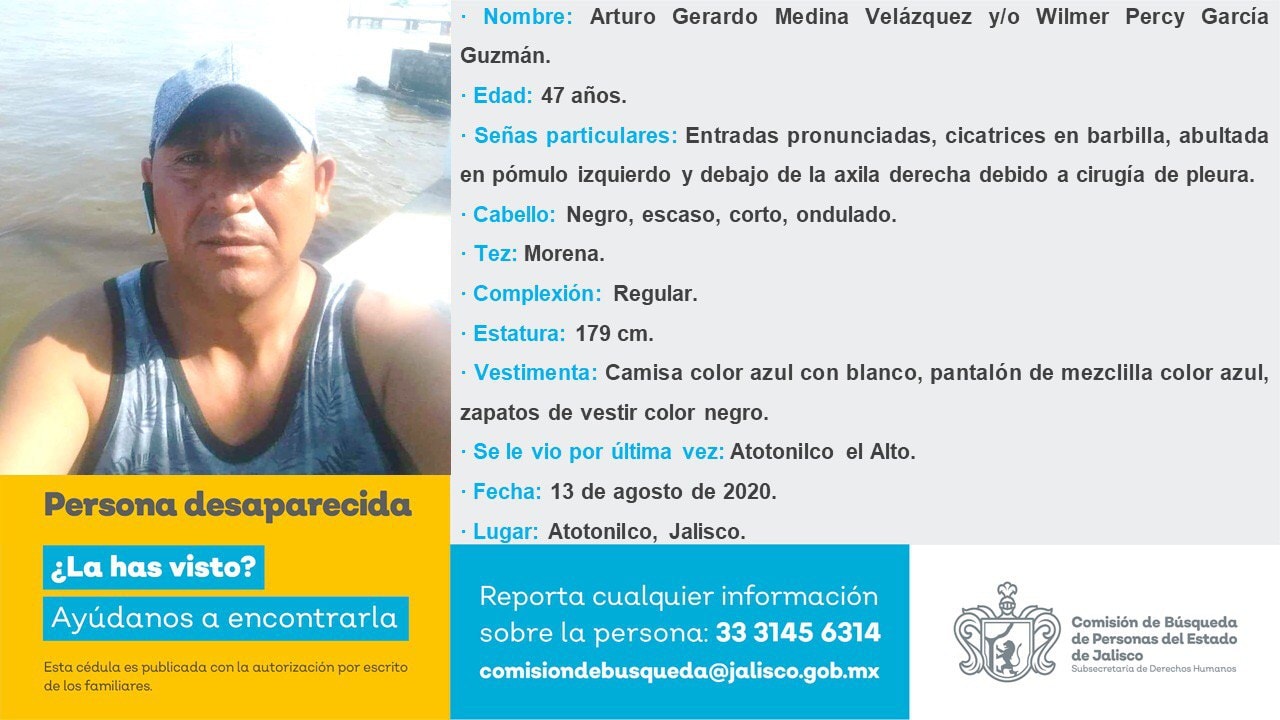 · Nombre: Arturo Gerardo Medina Velázquez y/o Wilmer Percy García
Guzmán.
· Edad: 47 años.
· Señas particulares: Entradas pronunciadas, cicatrices en barbilla, abultada
en pómulo izquierdo y debajo de la axila derecha debido a cirugía de pleura.
· Cabello: Negro, escaso, corto, ondulado.
· Tez: Morena.
· Complexión: Regular.
· Estatura: 179 cm.
· Vestimenta: Camisa color azul con blanco, pantalón de mezclilla color azul,
zapatos de vestir color negro.
· Se le vio por última vez: Atotonilco el Alto.
· Fecha: 13 de agosto de 2020.
· Lugar: Atotonilco, Jalisco.
Persona desaparecida
¿La has visto?
Ayúdanos a encontrarla
Esta cédula es publicada con la autorización por escrito
de los familiares.
Reporta cualquier información
sobre la persona: 33 3145 6314
comisiondebusqueda@jalisco.gob.mx
Comisión de Búsqueda
de Personas del Estado
de Jalisco
Subsecretaría de Derechos Humanos